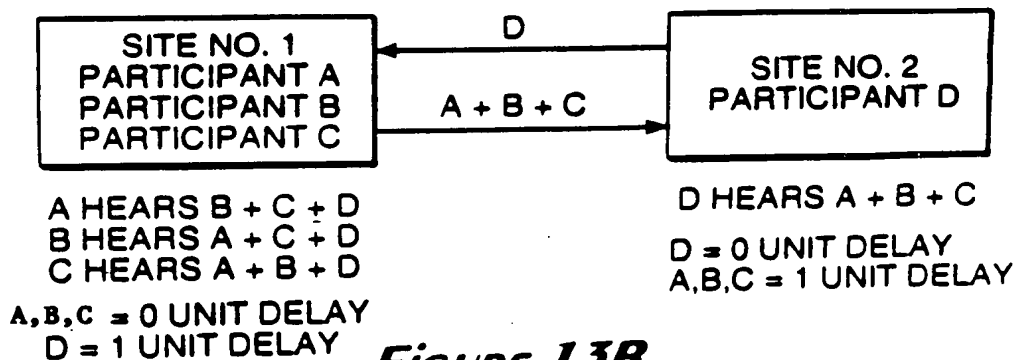 SITE NO. 1
PARTICIPANT A
PARTICIPANT B
PARTICIPANT C
D
A + B + C
SITE NO. 2
PARTICIPANT D
A HEARS B + C + D
B HEARS A + C + D
C HEARS A + B + D
A,B,C = 0 UNIT DELAY
D = 1 UNIT DELAY
D HEARS A + B + C
D = 0 UNIT DELAY
A,B,C = 1 UNIT DELAY
Figure 13B